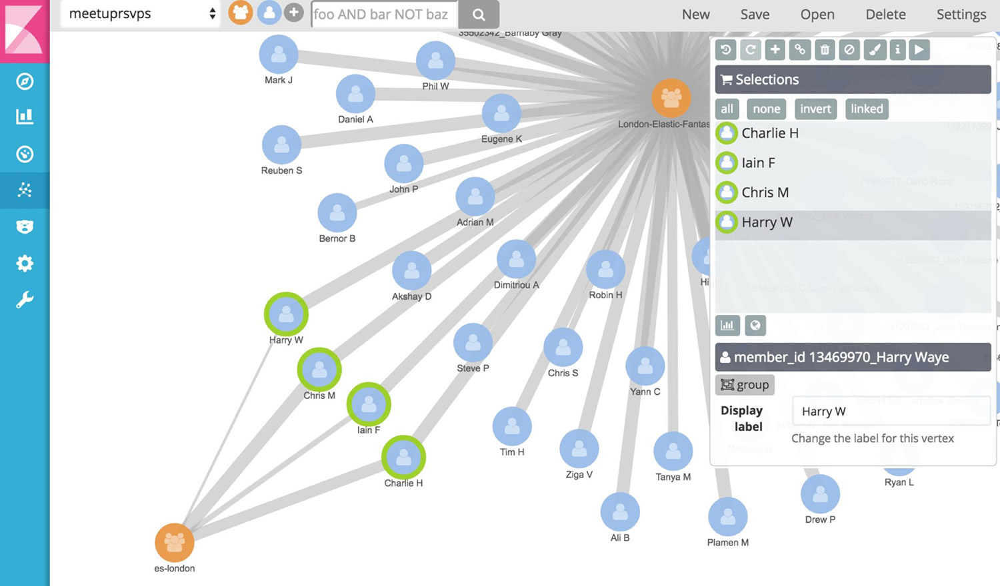 meetuprsvps
foo AND bar NOT baz
New
Save
Open
Delete
Settings
35502342_Barnaby Gray
Mark J
Phil W
Daniel A
Eugene K
London-Elastic-Fantas
Reuben S
John P
Adrian M
Bernor B
Akshay D
Dimitriou A
Robin H
Hi
Harry W
Steve P
Chris S
Chris M
Yann C
Iain F
Tim H
Ziga V
Tanya M
Charlie H
Ali B
Plamen M
Drew P
Ryan L
es-london
Selections
all
none
invert
linked
Charlie H
Iain F
Chris M
Harry W
member_id 13469970_Harry Waye
group
Display
label
Harry W
Change the label for this vertex